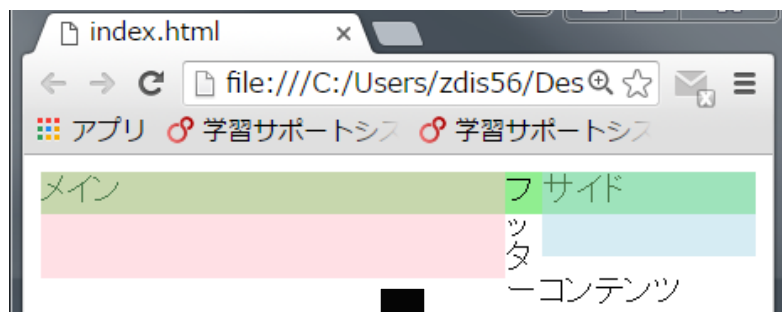 index.html ×
file:///C:/Users/zdis56/Des
アプリ 学習サポートシス 学習サポートシス
メイン フ サイド
ッ
タ
ーコンテンツ